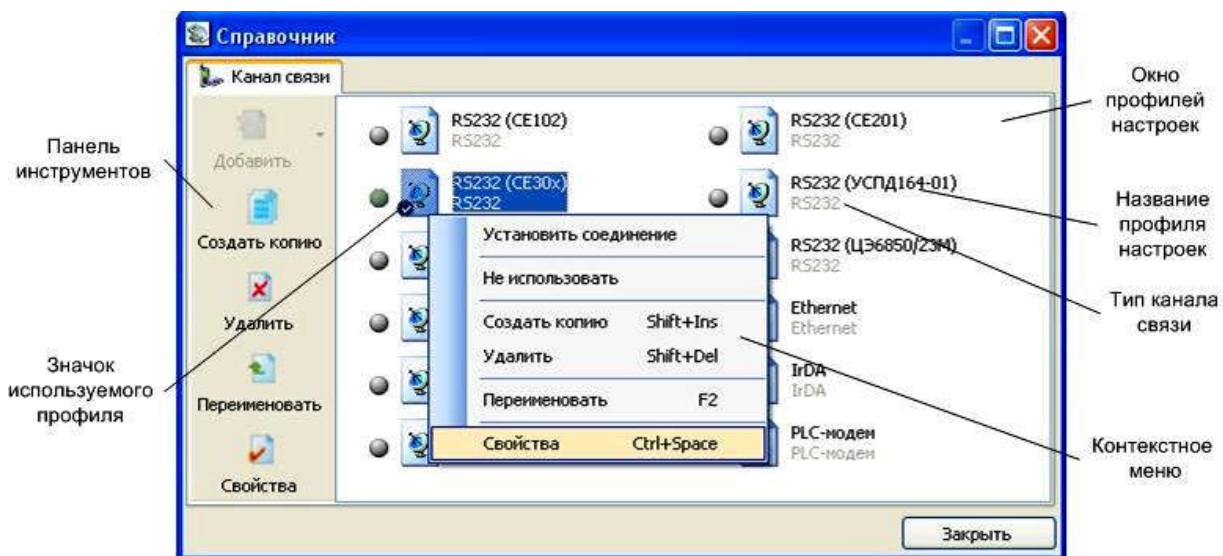 Справочник
Канал связи
Добавить
Создать копию
Удалить
Переименовать
Свойства
RS232 (CE102)
RS232
RS232 (CE201)
RS232
RS232 (CE30x)
RS232
RS232 (УСПД164-01)
RS232
RS232 (ЦЭ6850/23М)
RS232
Ethernet
Ethernet
IrDA
IrDA
PLC-модем
PLC-модем
Установить соединение
Не использовать
Создать копию Shift+Ins
Удалить Shift+Del
Переименовать F2
Свойства Ctrl+Space
Закрыть
Панель
инструментов
Значок
используемого
профиля
Окно
профилей
настроек
Название
профиля
настроек
Тип канала
связи
Контекстное
меню